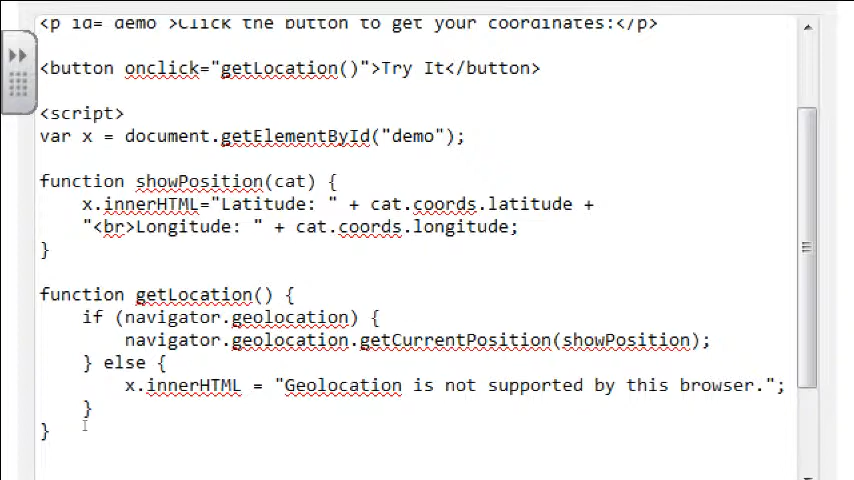 <p id= demo >Click the button to get your coordinates:</p>
<button onclick="getLocation()">Try It</button>
<script>
var x = document.getElementById("demo");
function showPosition(cat) {
x.innerHTML="Latitude: " + cat.coords.latitude +
"<br>Longitude: " + cat.coords.longitude;
}
function getLocation() {
if (navigator.geolocation) {
navigator.geolocation.getCurrentPosition(showPosition);
} else {
x.innerHTML = "Geolocation is not supported by this browser.";
}
}